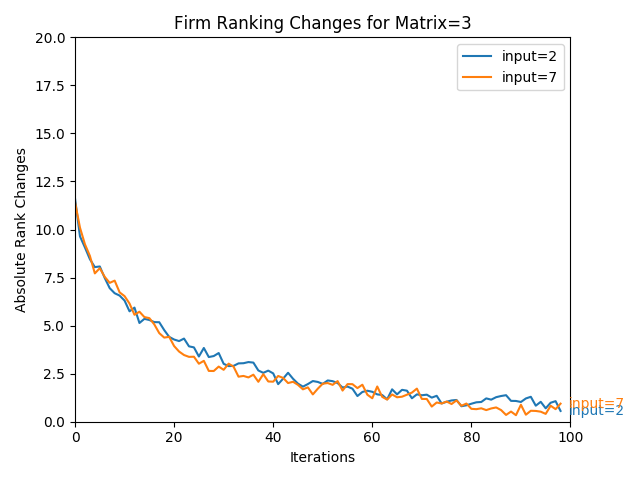 Firm Ranking Changes for Matrix=3
20.0
17.5
15.0
12.5
10.0
7.5
5.0
2.5
0.0
Absolute Rank Changes
input=2
input=7
input=7
input=2
0
20
40
60
80
100
Iterations